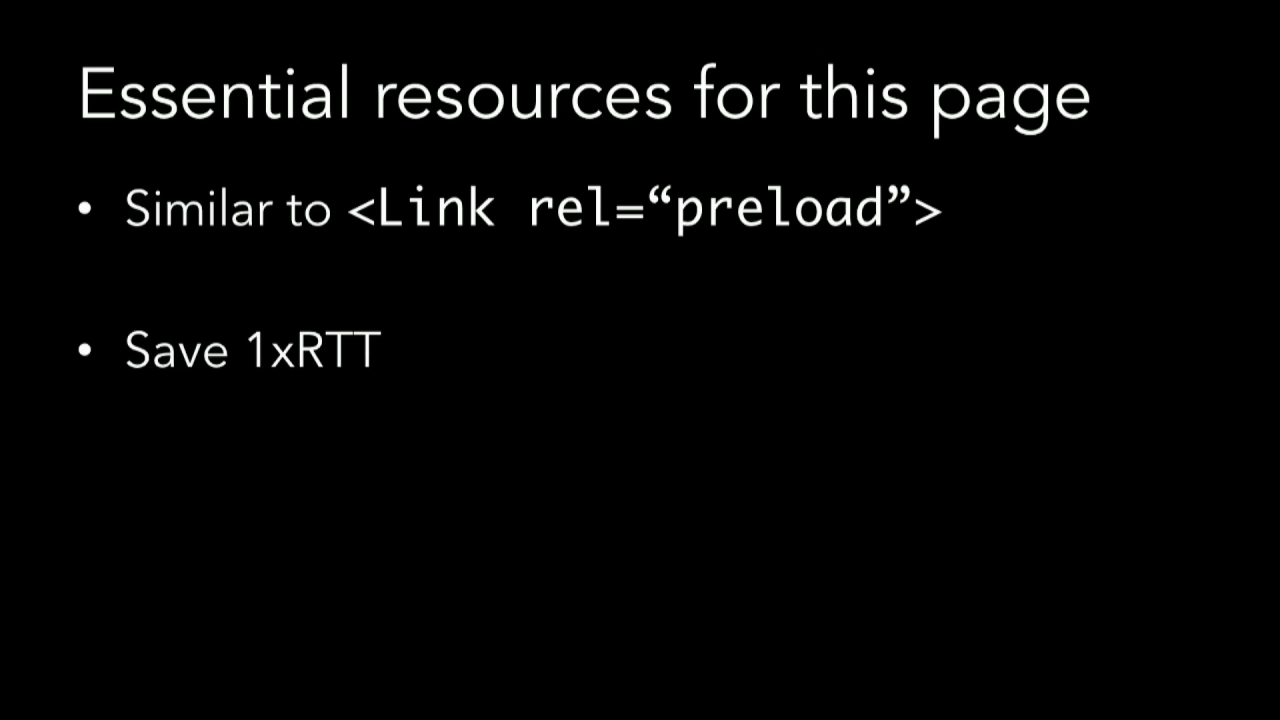 Essential resources for this page
• Similar to <Link rel=“preload”>
• Save 1xRTT